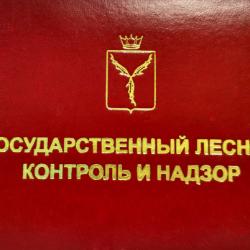 ОСУДАРСТВЕННЫЙ ЛЕСН
КОНТРОЛЬ И НАДЗОР